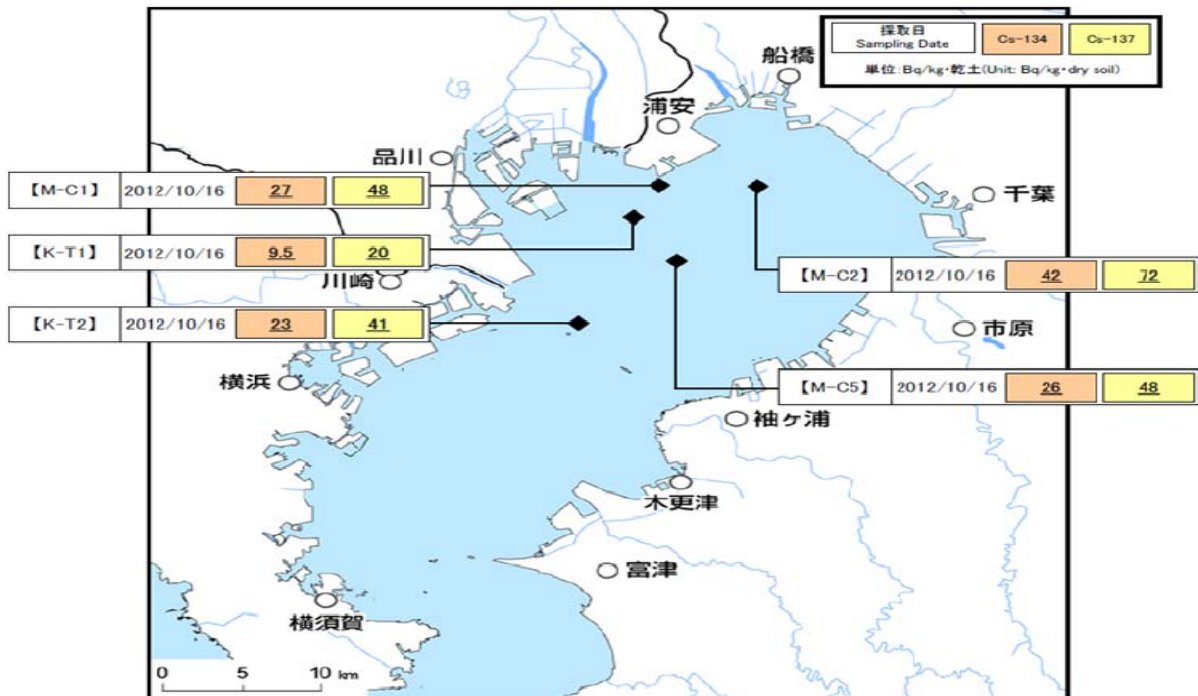 採取日
Sampling Date
Cs-134
Cs-137
単位:Bq/kg・乾土(Unit: Bq/kg・dry soil)
船橋
浦安
品川
千葉
【M-C1】 2012/10/16 27 48
【K-T1】 2012/10/16 9.5 20
【M-C2】 2012/10/16 42 72
川崎
【K-T2】 2012/10/16 23 41
市原
横浜
【M-C5】 2012/10/16 26 48
袖ヶ浦
木更津
富津
横須賀
0 5 10 km